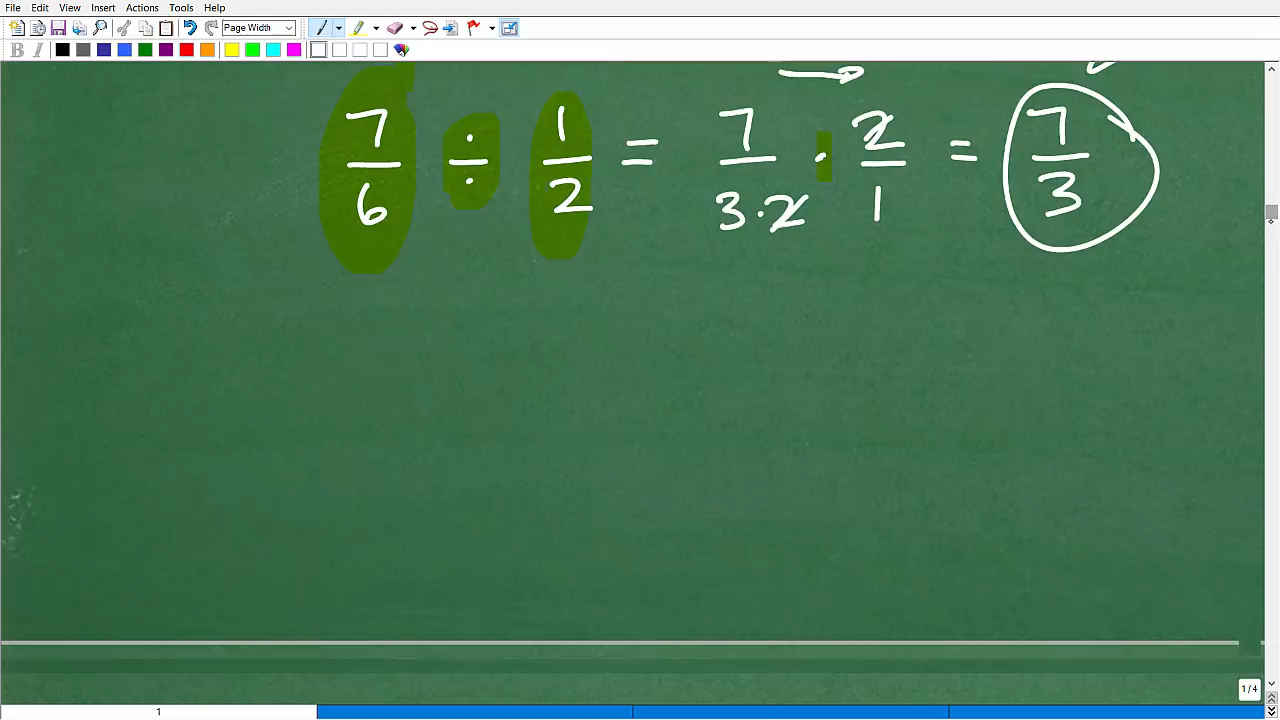 File Edit View Insert Actions Tools Help
Page Width
B I
7/6 ÷ 1/2 = 7/3·2 · 2/1 = 7/3
1/4
1